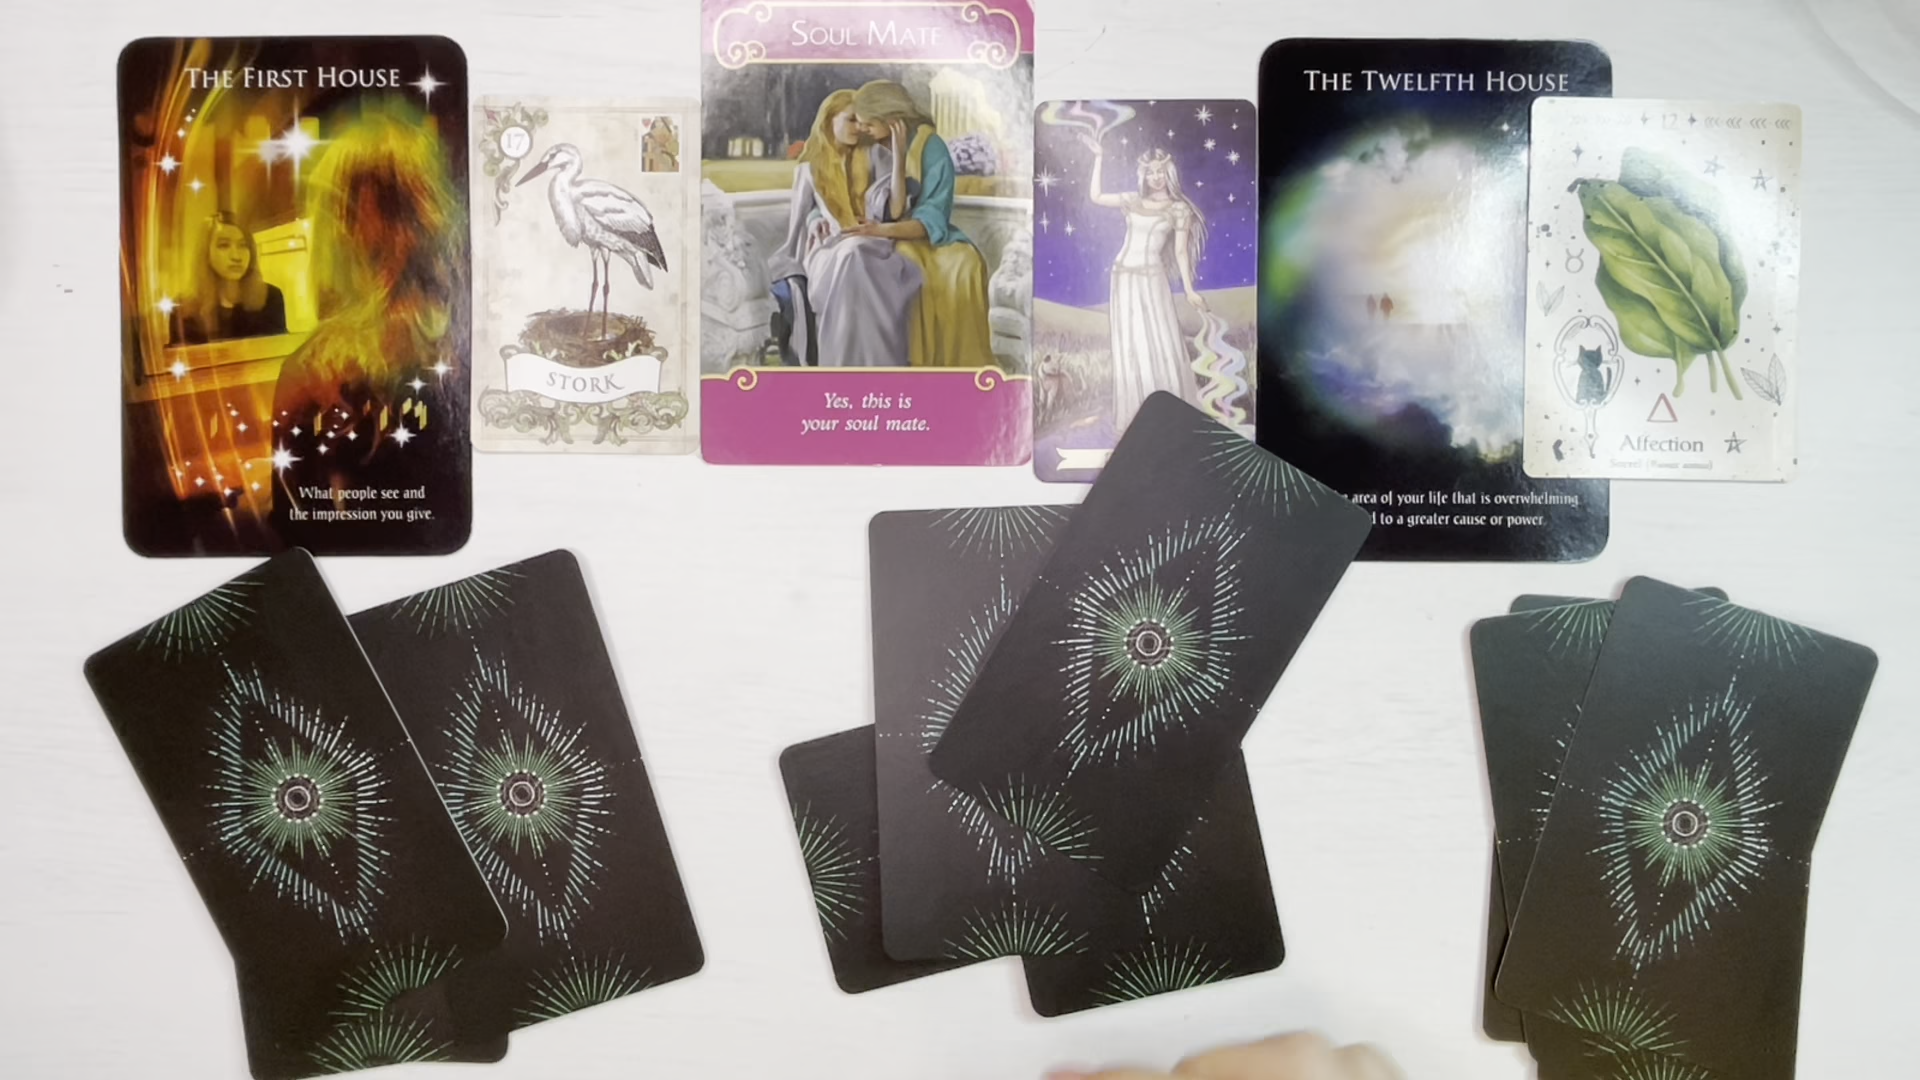 THE FIRST HOUSE
What people see and
the impression you give.
17
STORK
SOUL MATE
Yes, this is
your soul mate.
THE TWELFTH HOUSE
area of your life that is overwhelming
to a greater cause or power.
12
Affection
Sorrel